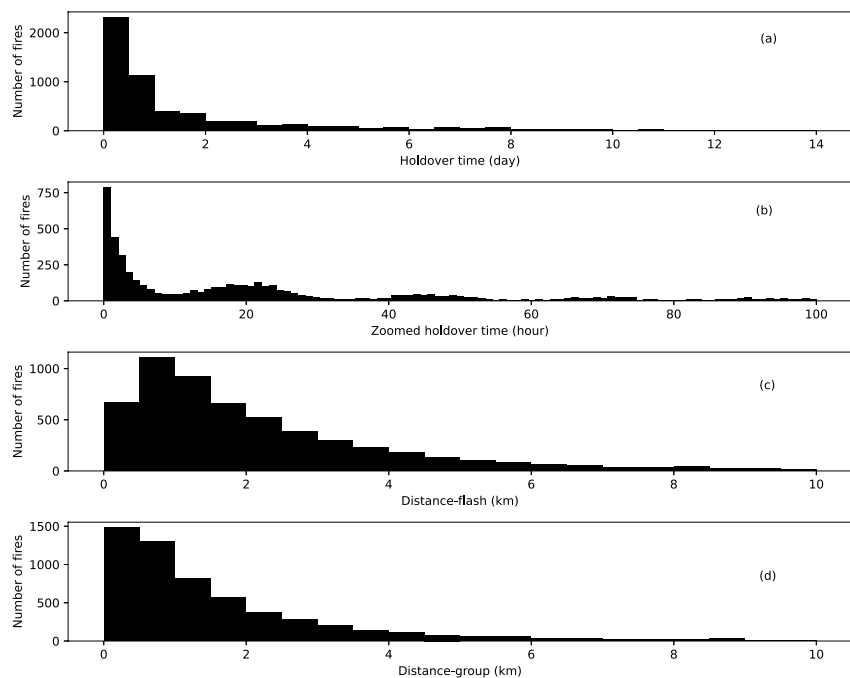 Number of fires
2000
1000
0
(a)
0 2 4 6 8 10 12 14
Holdover time (day)
Number of fires
750
500
250
0
(b)
0 20 40 60 80 100
Zoomed holdover time (hour)
Number of fires
1000
500
0
(c)
0 2 4 6 8 10
Distance-flash (km)
Number of fires
1500
1000
500
0
(d)
0 2 4 6 8 10
Distance-group (km)